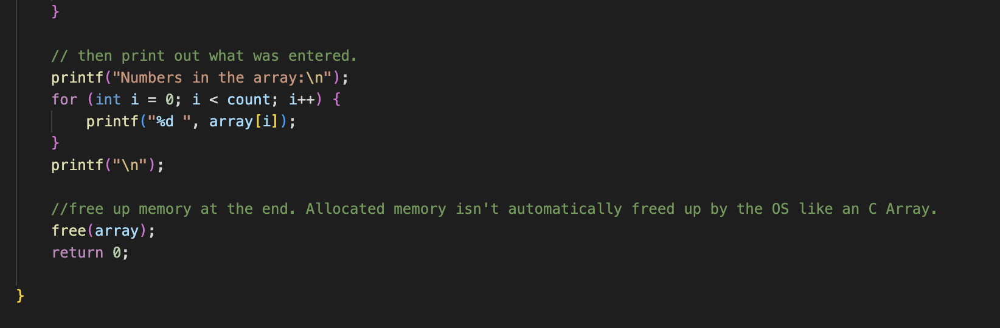 }
// then print out what was entered.
printf("Numbers in the array:\n");
for (int i = 0; i < count; i++) {
printf("%d ", array[i]);
}
printf("\n");
//free up memory at the end. Allocated memory isn't automatically freed up by the OS like an C Array.
free(array);
return 0;
}